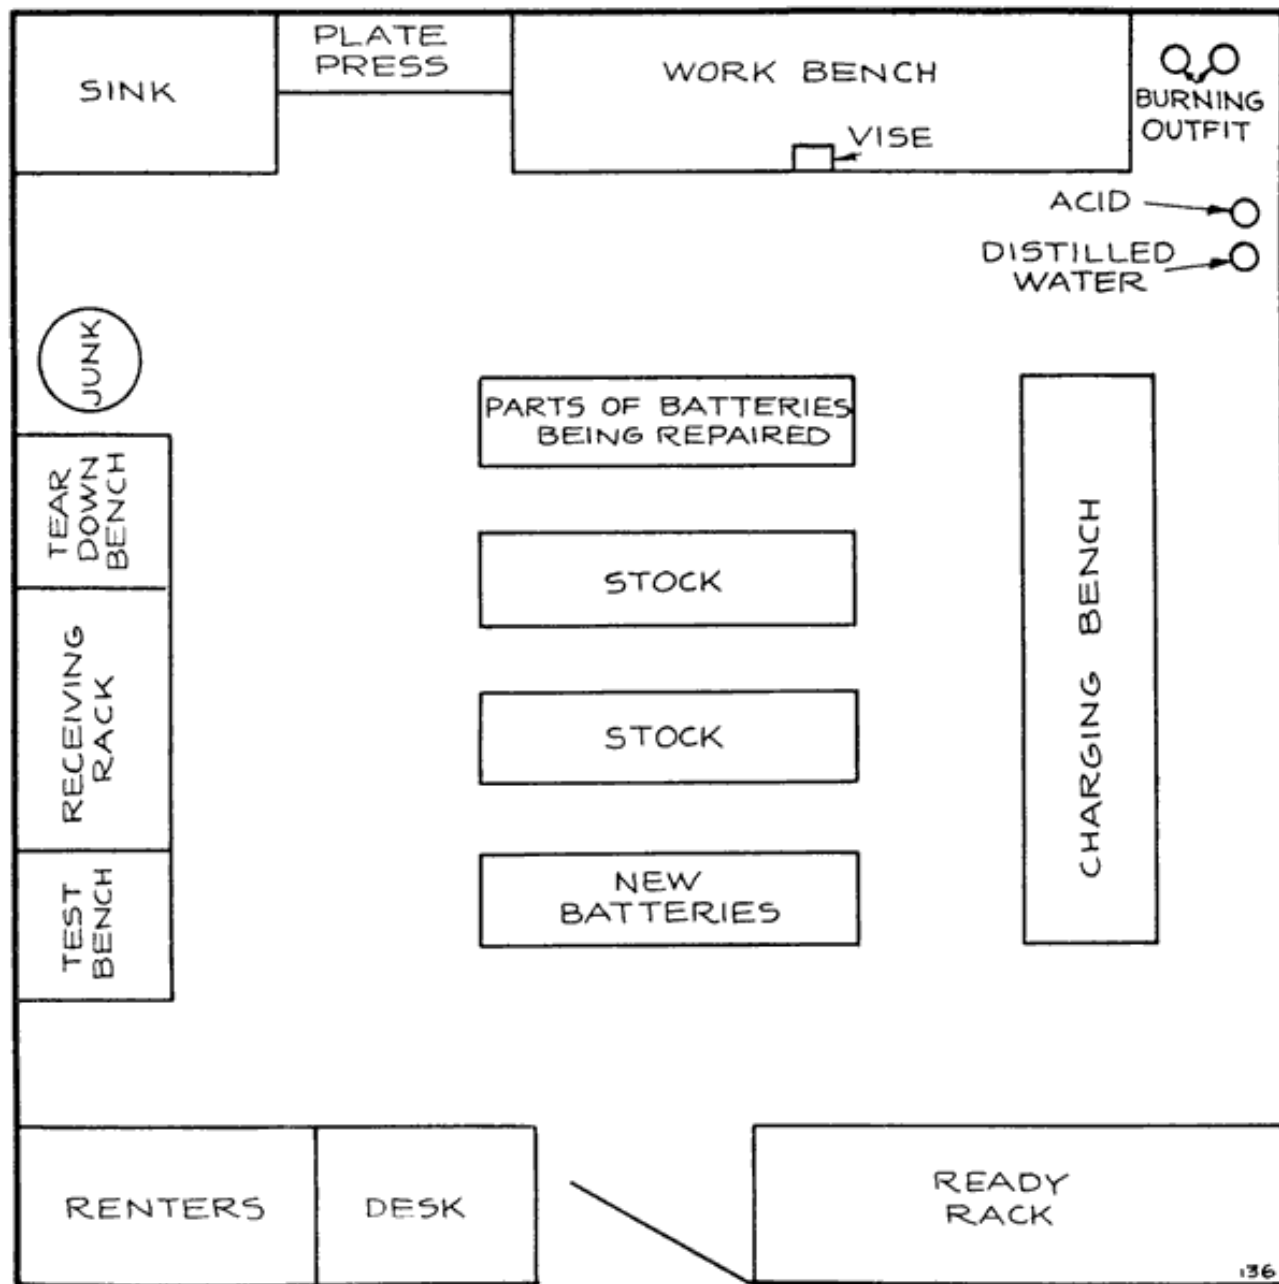 SINK
PLATE
PRESS
WORK BENCH
VISE
BURNING
OUTFIT
ACID
DISTILLED
WATER
JUNK
PARTS OF BATTERIES
BEING REPAIRED
TEAR
DOWN
BENCH
STOCK
RECEIVING
RACK
STOCK
CHARGING BENCH
TEST
BENCH
NEW
BATTERIES
RENTERS
DESK
READY
RACK
136